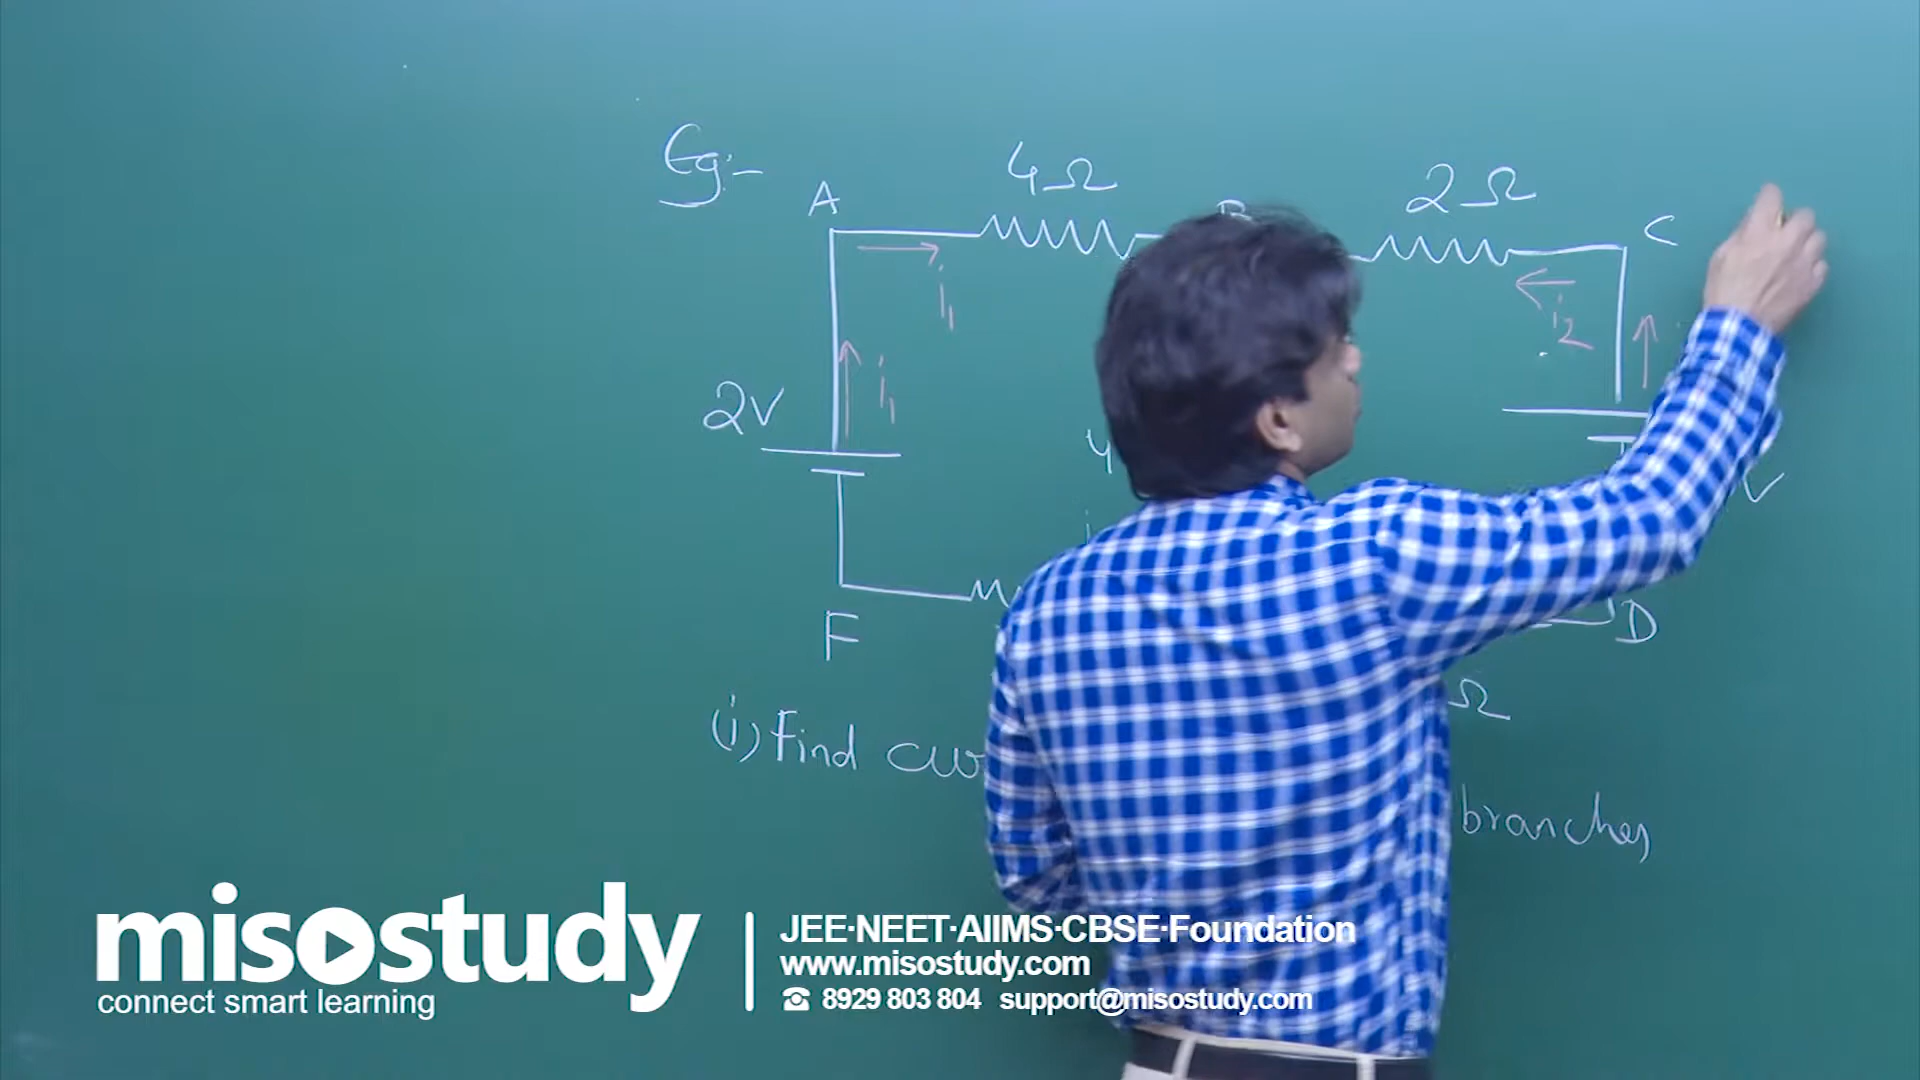 Eg:-
A 4Ω B 2Ω C
i₁ i₂
2V i₁
V
F D
Ω
(i) Find
branches
misostudy
connect smart learning
JEE·NEET·AIIMS·CBSE·Foundation
www.misostudy.com
☎ 8929 803 804 support@misostudy.com